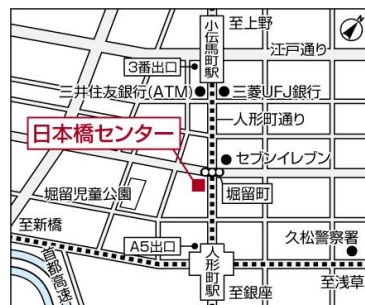 至上野
小伝馬町駅
江戸通り
3番出口
三井住友銀行(ATM)
三菱UFJ銀行
人形町通り
日本橋センター
セブンイレブン
堀留児童公園
堀留町
至新橋
A5出口
人形町駅
久松警察署
首都高速
至銀座
至浅草